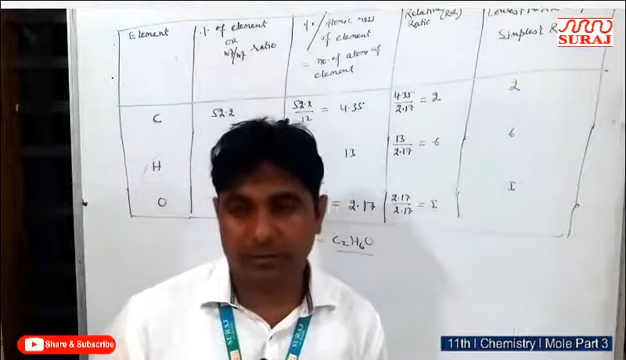 Element
% of element
OR
w/w ratio
%/Atomic mass
of element
= no. of atom of
element
Ratio
Simplest
C 52.2 52.2/12 = 4.35 4.35/2.17 = 2 2
H 13 13/2.17 = 6 6
O = 2.17 2.17/2.17 = 1 1
= C₂H₆O
SURAJ
SURAJ
Share & Subscribe
11th | Chemistry | Mole Part 3